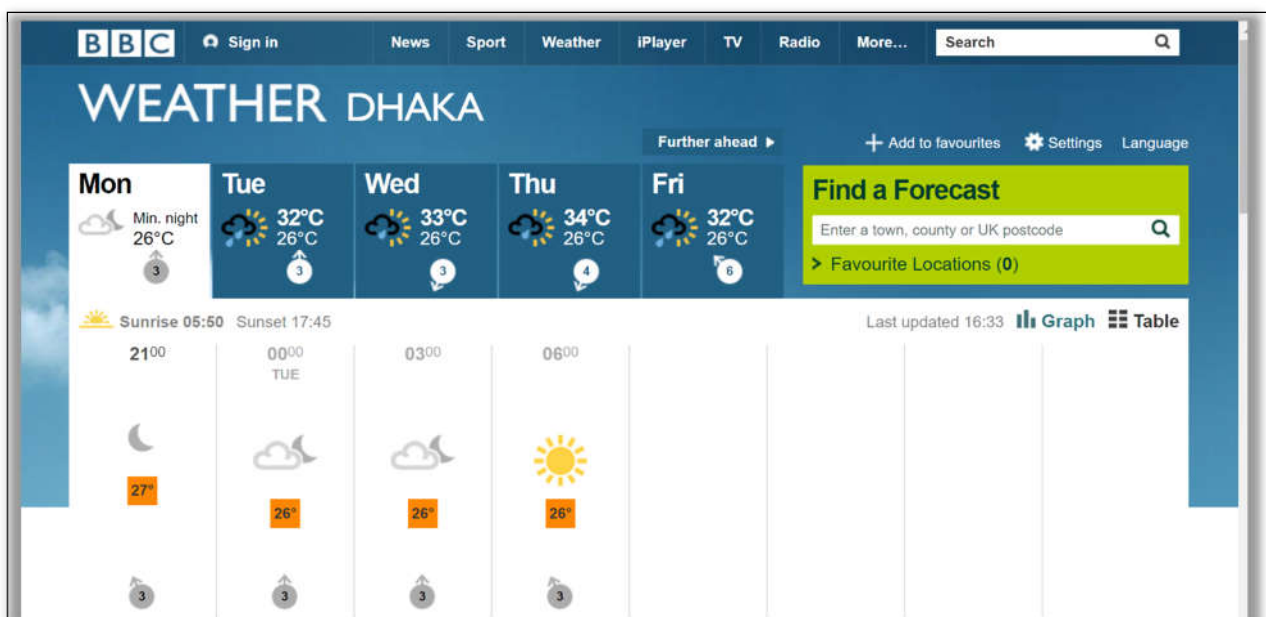 BBC Sign in News Sport Weather iPlayer TV Radio More... Search
WEATHER DHAKA
Further ahead Add to favourites Settings Language
Mon Tue Wed Thu Fri
Min. night 32°C 33°C 34°C 32°C
26°C 26°C 26°C 26°C 26°C
3 3 3 4 6
Find a Forecast
Enter a town, county or UK postcode
> Favourite Locations (0)
Sunrise 05:50 Sunset 17:45 Last updated 16:33 Graph Table
2100 0000 0300 0600
TUE
27° 26° 26° 26°
3 3 3 3